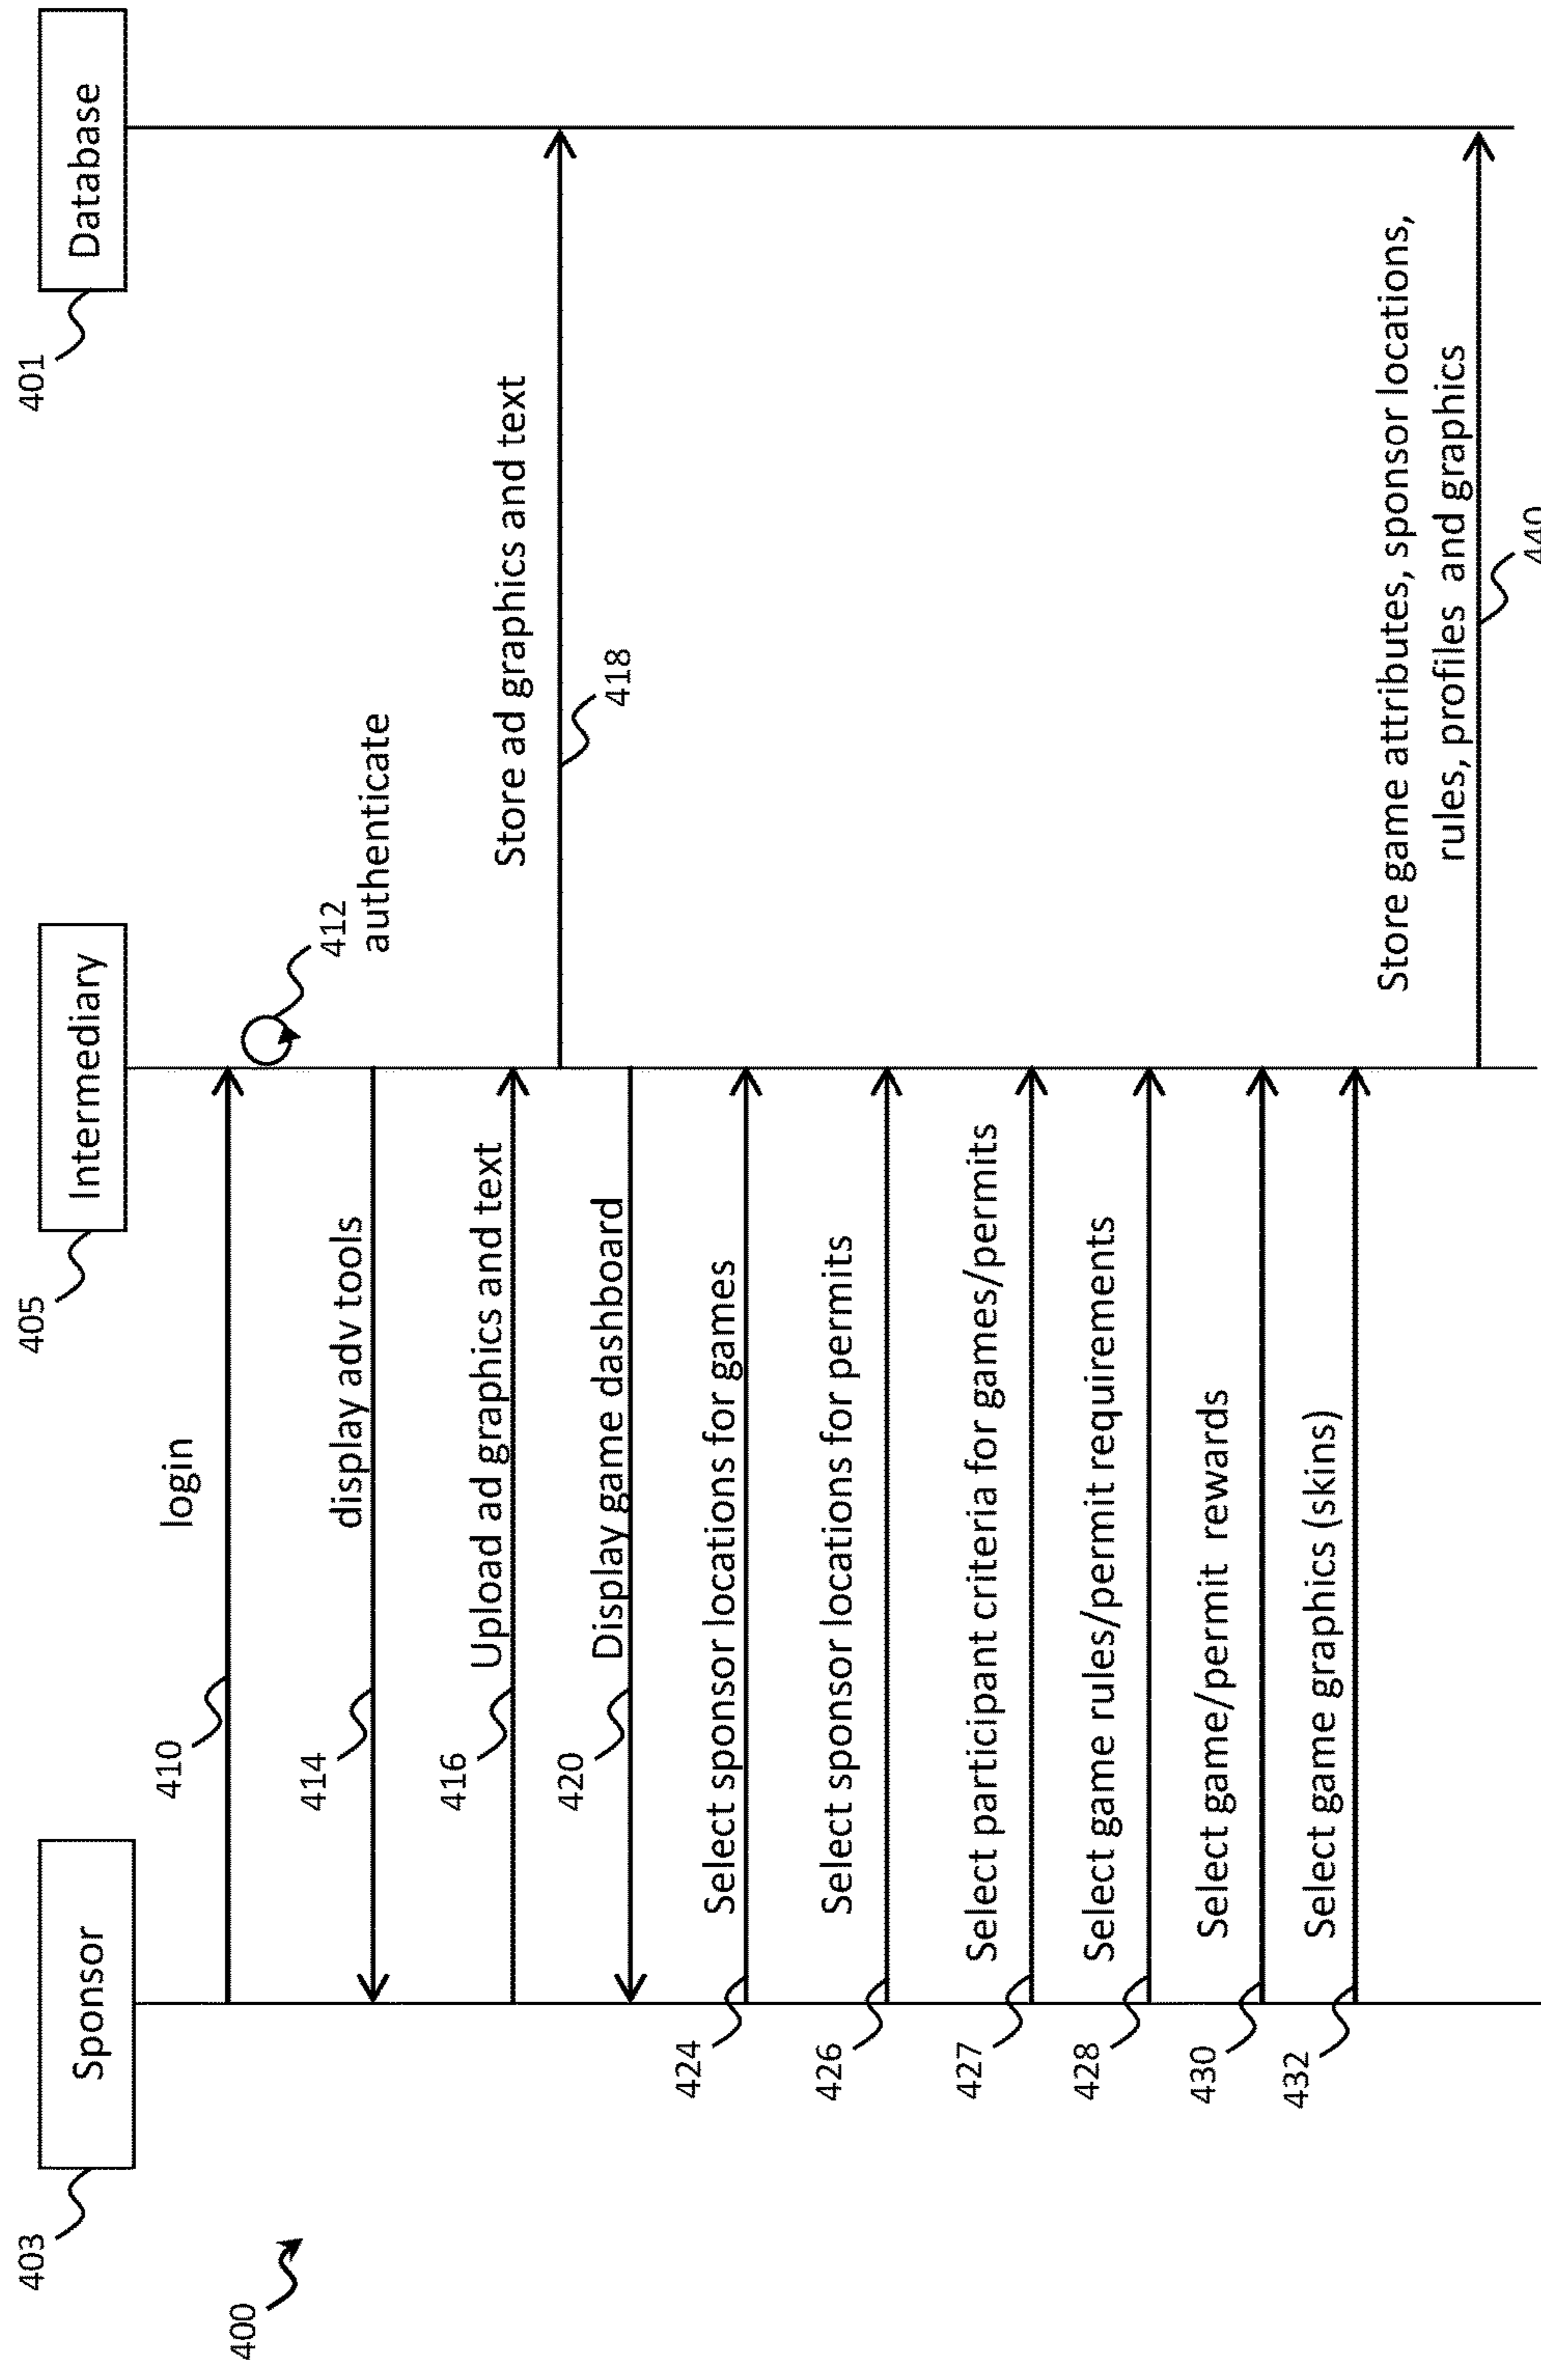 403
Sponsor
405
Intermediary
401
Database
400
410
login
412
authenticate
414
display adv tools
416
Upload ad graphics and text
Store ad graphics and text
418
420
Display game dashboard
424
Select sponsor locations for games
426
Select sponsor locations for permits
427
Select participant criteria for games/permits
428
Select game rules/permit requirements
430
Select game/permit rewards
432
Select game graphics (skins)
Store game attributes, sponsor locations,
rules, profiles and graphics
440